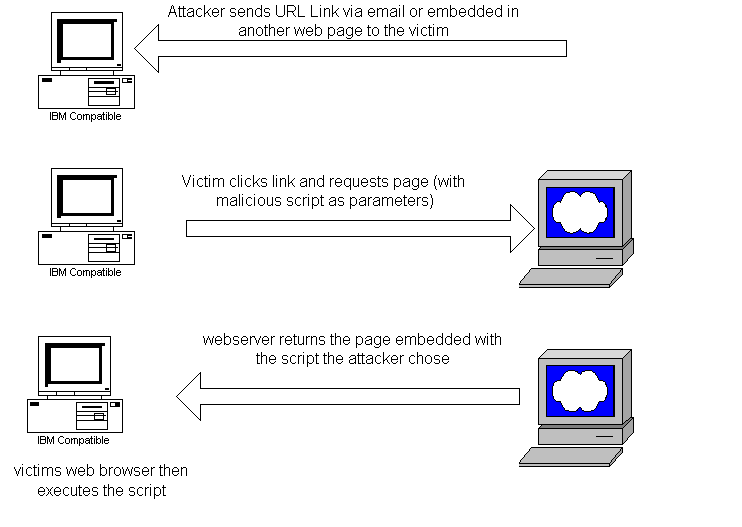 Attacker sends URL Link via email or embedded in
another web page to the victim
IBM Compatible
Victim clicks link and requests page (with
malicious script as parameters)
IBM Compatible
webserver returns the page embedded with
the script the attacker chose
IBM Compatible
victims web browser then
executes the script